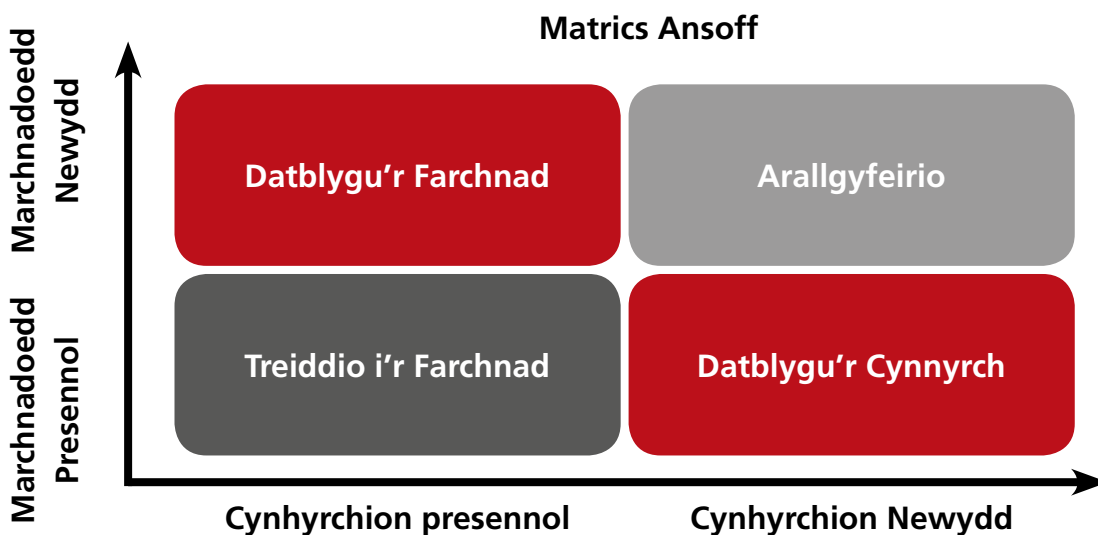 Matrics Ansoff
Marchnadoedd
Newydd
Datblygu’r Farchnad
Arallgyfeirio
Marchnadoedd
Presennol
Treiddio i’r Farchnad
Datblygu’r Cynnyrch
Cynhyrchion presennol
Cynhyrchion Newydd